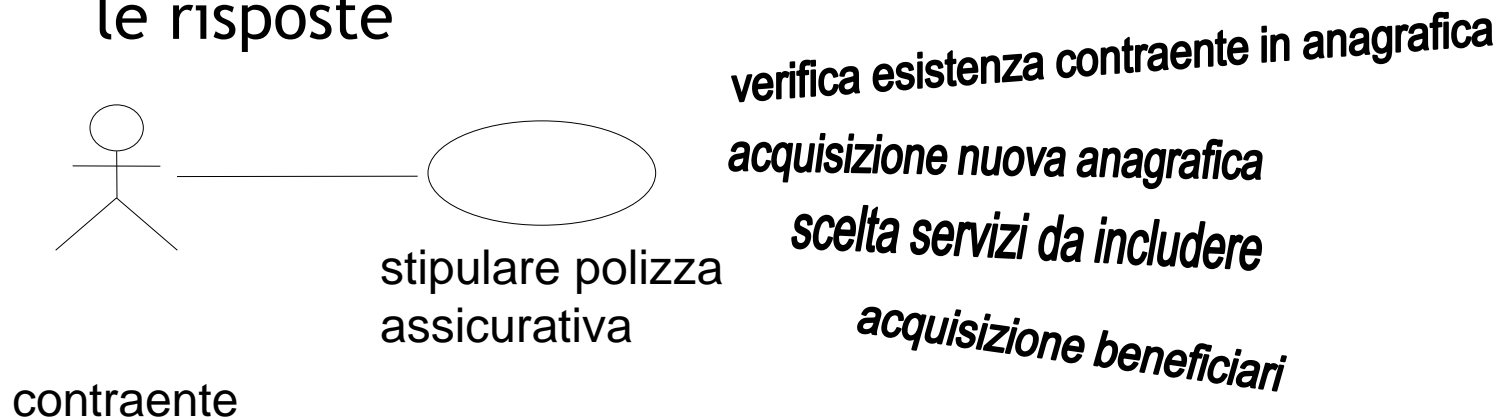 le risposte
verifica esistenza contraente in anagrafica
acquisizione nuova anagrafica
scelta servizi da includere
stipulare polizza
assicurativa
acquisizione beneficiari
contraente